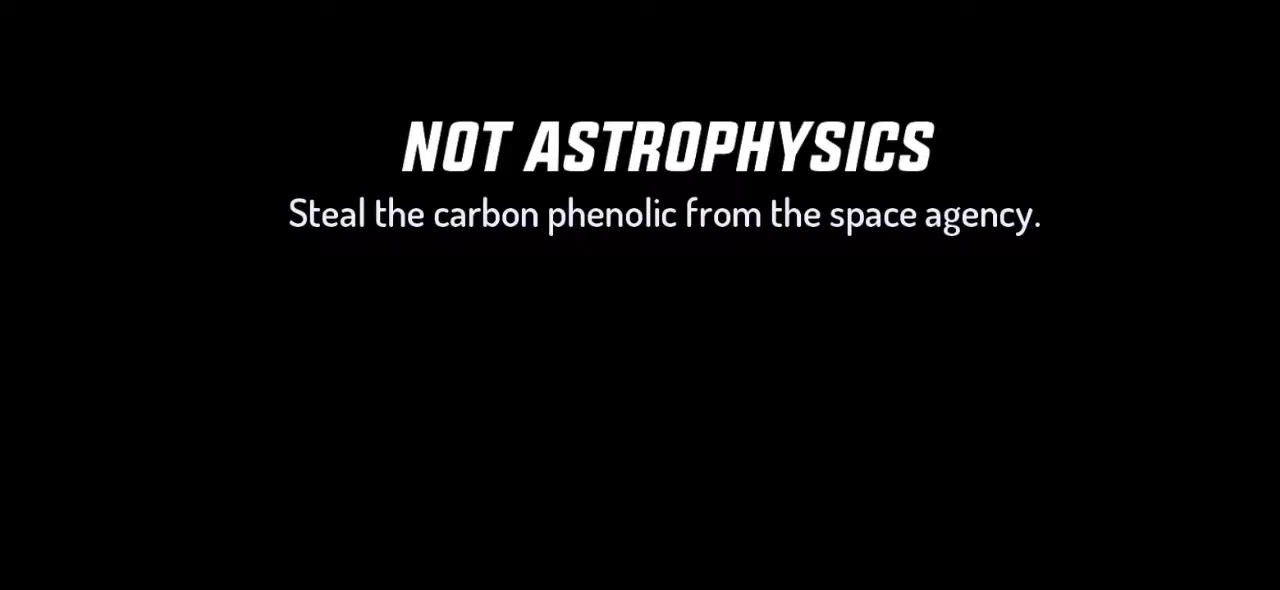 NOT ASTROPHYSICS
Steal the carbon phenolic from the space agency.